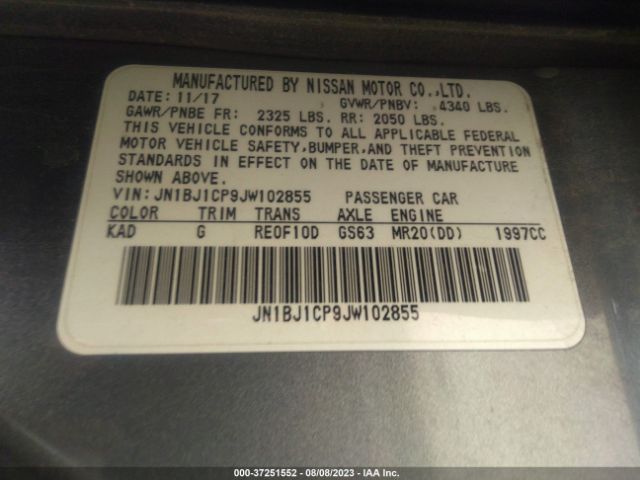 MANUFACTURED BY NISSAN MOTOR CO.,LTD.
DATE: 11/17 GVWR/PNBV: 4340 LBS.
GAWR/PNBE FR: 2325 LBS. RR: 2050 LBS.
THIS VEHICLE CONFORMS TO ALL APPLICABLE FEDERAL
MOTOR VEHICLE SAFETY,BUMPER,AND THEFT PREVENTION
STANDARDS IN EFFECT ON THE DATE OF MANUFACTURE
SHOWN ABOVE.
VIN:JN1BJ1CP9JW102855 PASSENGER CAR
COLOR TRIM TRANS AXLE ENGINE
KAD G RE0F10D GS63 MR20(DD) 1997CC
JN1BJ1CP9JW102855
000-37251552 - 08/08/2023 - IAA Inc.